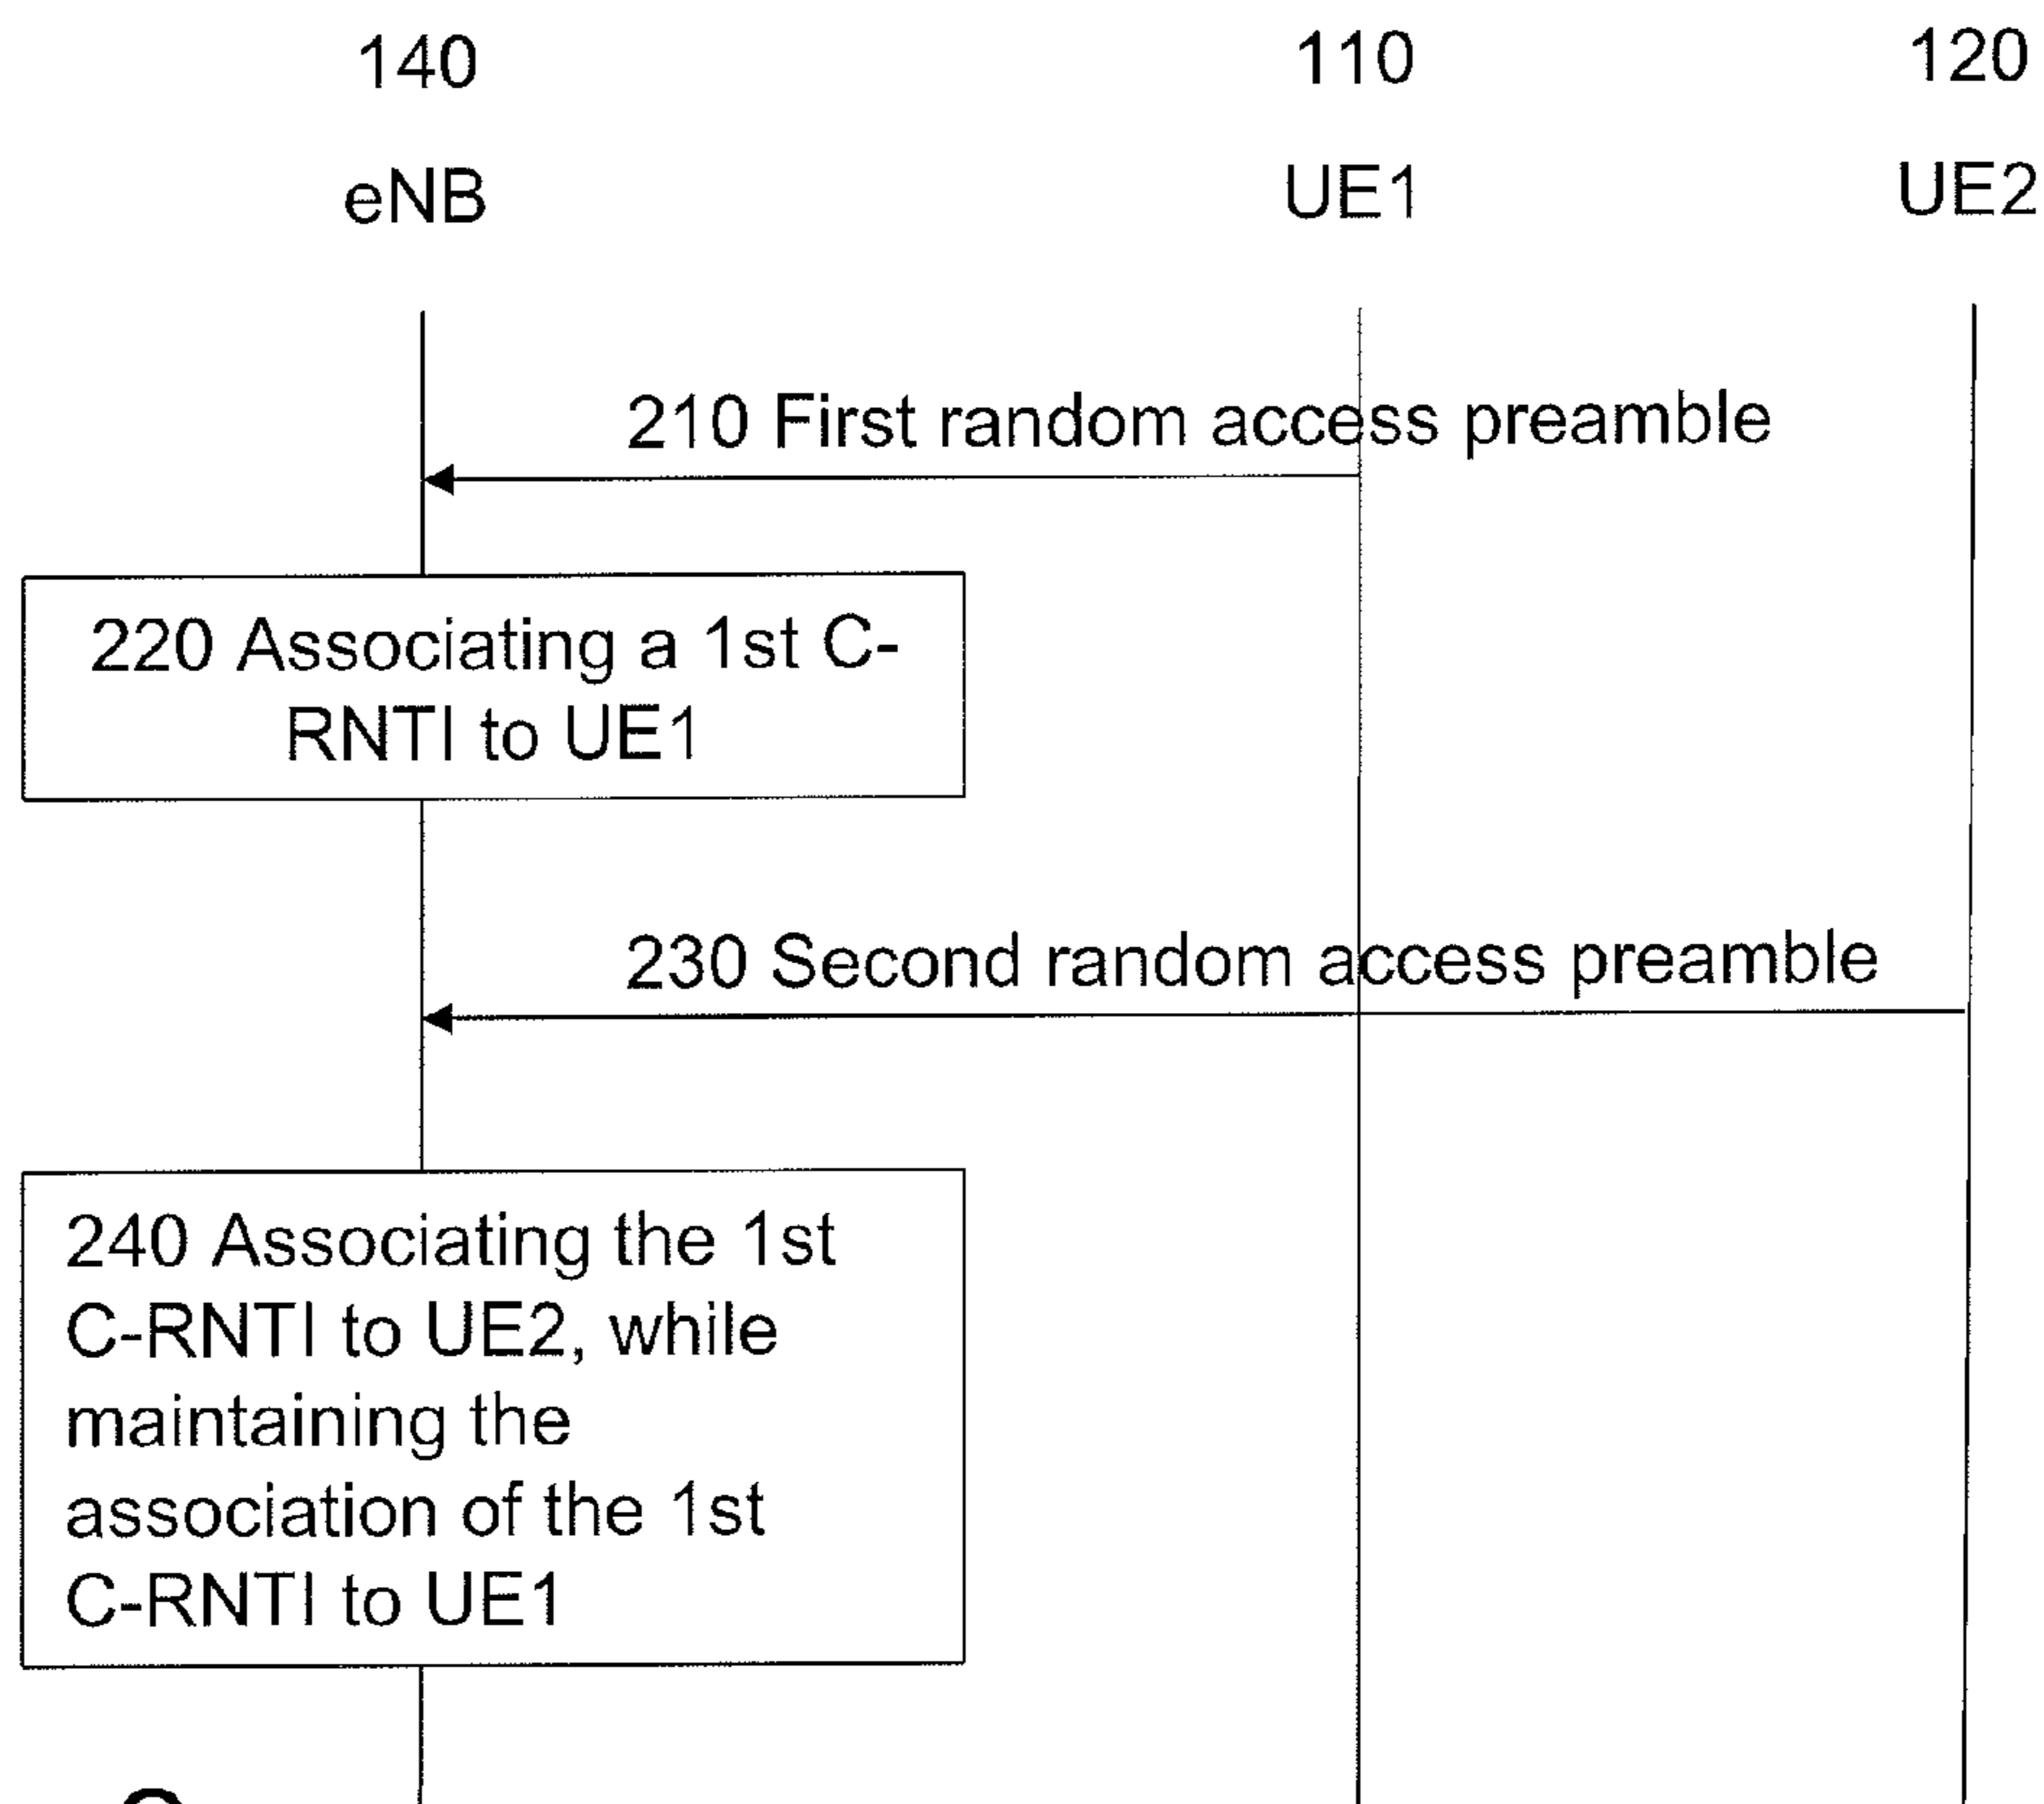 140 110 120
eNB UE1 UE2
210 First random access preamble
220 Associating a 1st C-
RNTI to UE1
230 Second random access preamble
240 Associating the 1st
C-RNTI to UE2, while
maintaining the
association of the 1st
C-RNTI to UE1